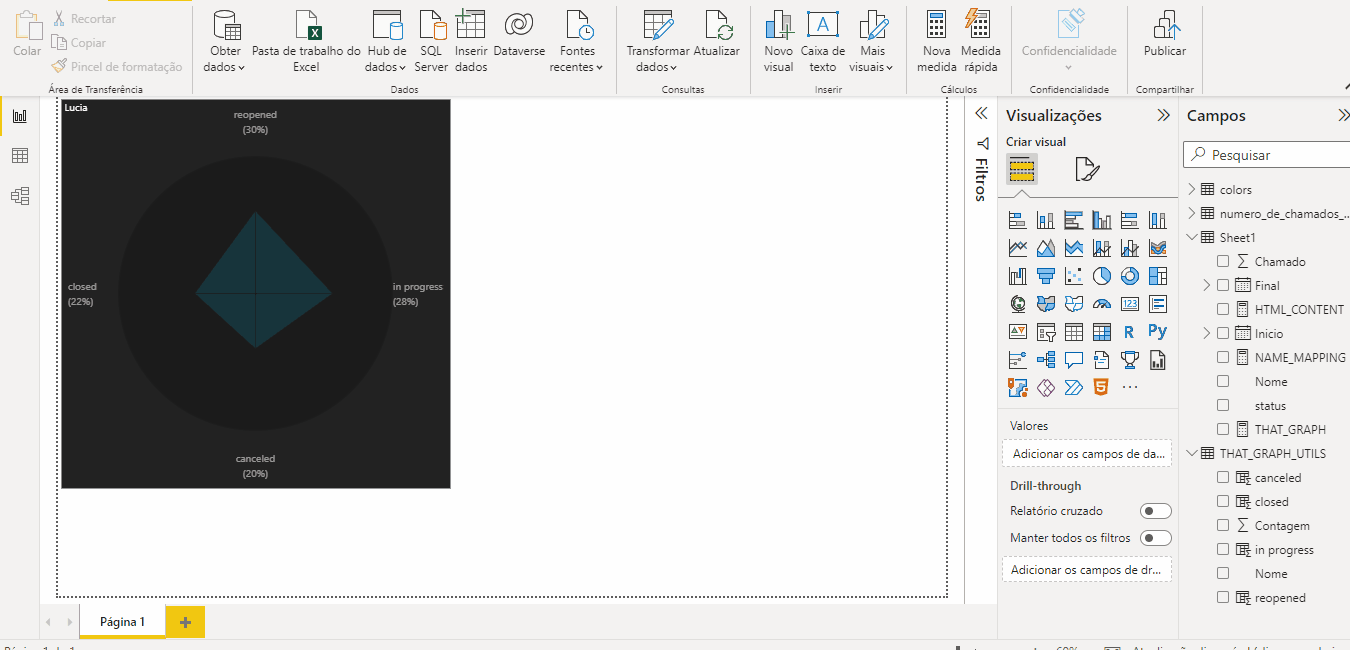 Colar
Recortar
Copiar
Pincel de formatação
Área de Transferência
Obter
dados
Pasta de trabalho do
Excel
Hub de
dados
SQL
Server
Inserir
dados
Dataverse
Fontes
recentes
Dados
Transformar
dados
Atualizar
Consultas
Novo
visual
Caixa de
texto
Mais
visuais
Inserir
Nova
medida
Medida
rápida
Cálculos
Confidencialidade
Confidencialidade
Publicar
Compartilhar
Lucia
reopened
(30%)
closed
(22%)
in progress
(28%)
canceled
(20%)
Filtros
Visualizações
Criar visual
123
R
Py
5
...
Valores
Adicionar os campos de da...
Drill-through
Relatório cruzado
Manter todos os filtros
Adicionar os campos de dr...
Campos
Pesquisar
colors
numero_de_chamados_...
Sheet1
Chamado
Final
HTML_CONTENT
Inicio
NAME_MAPPING
Nome
status
THAT_GRAPH
THAT_GRAPH_UTILS
canceled
closed
Contagem
in progress
Nome
reopened
Página 1